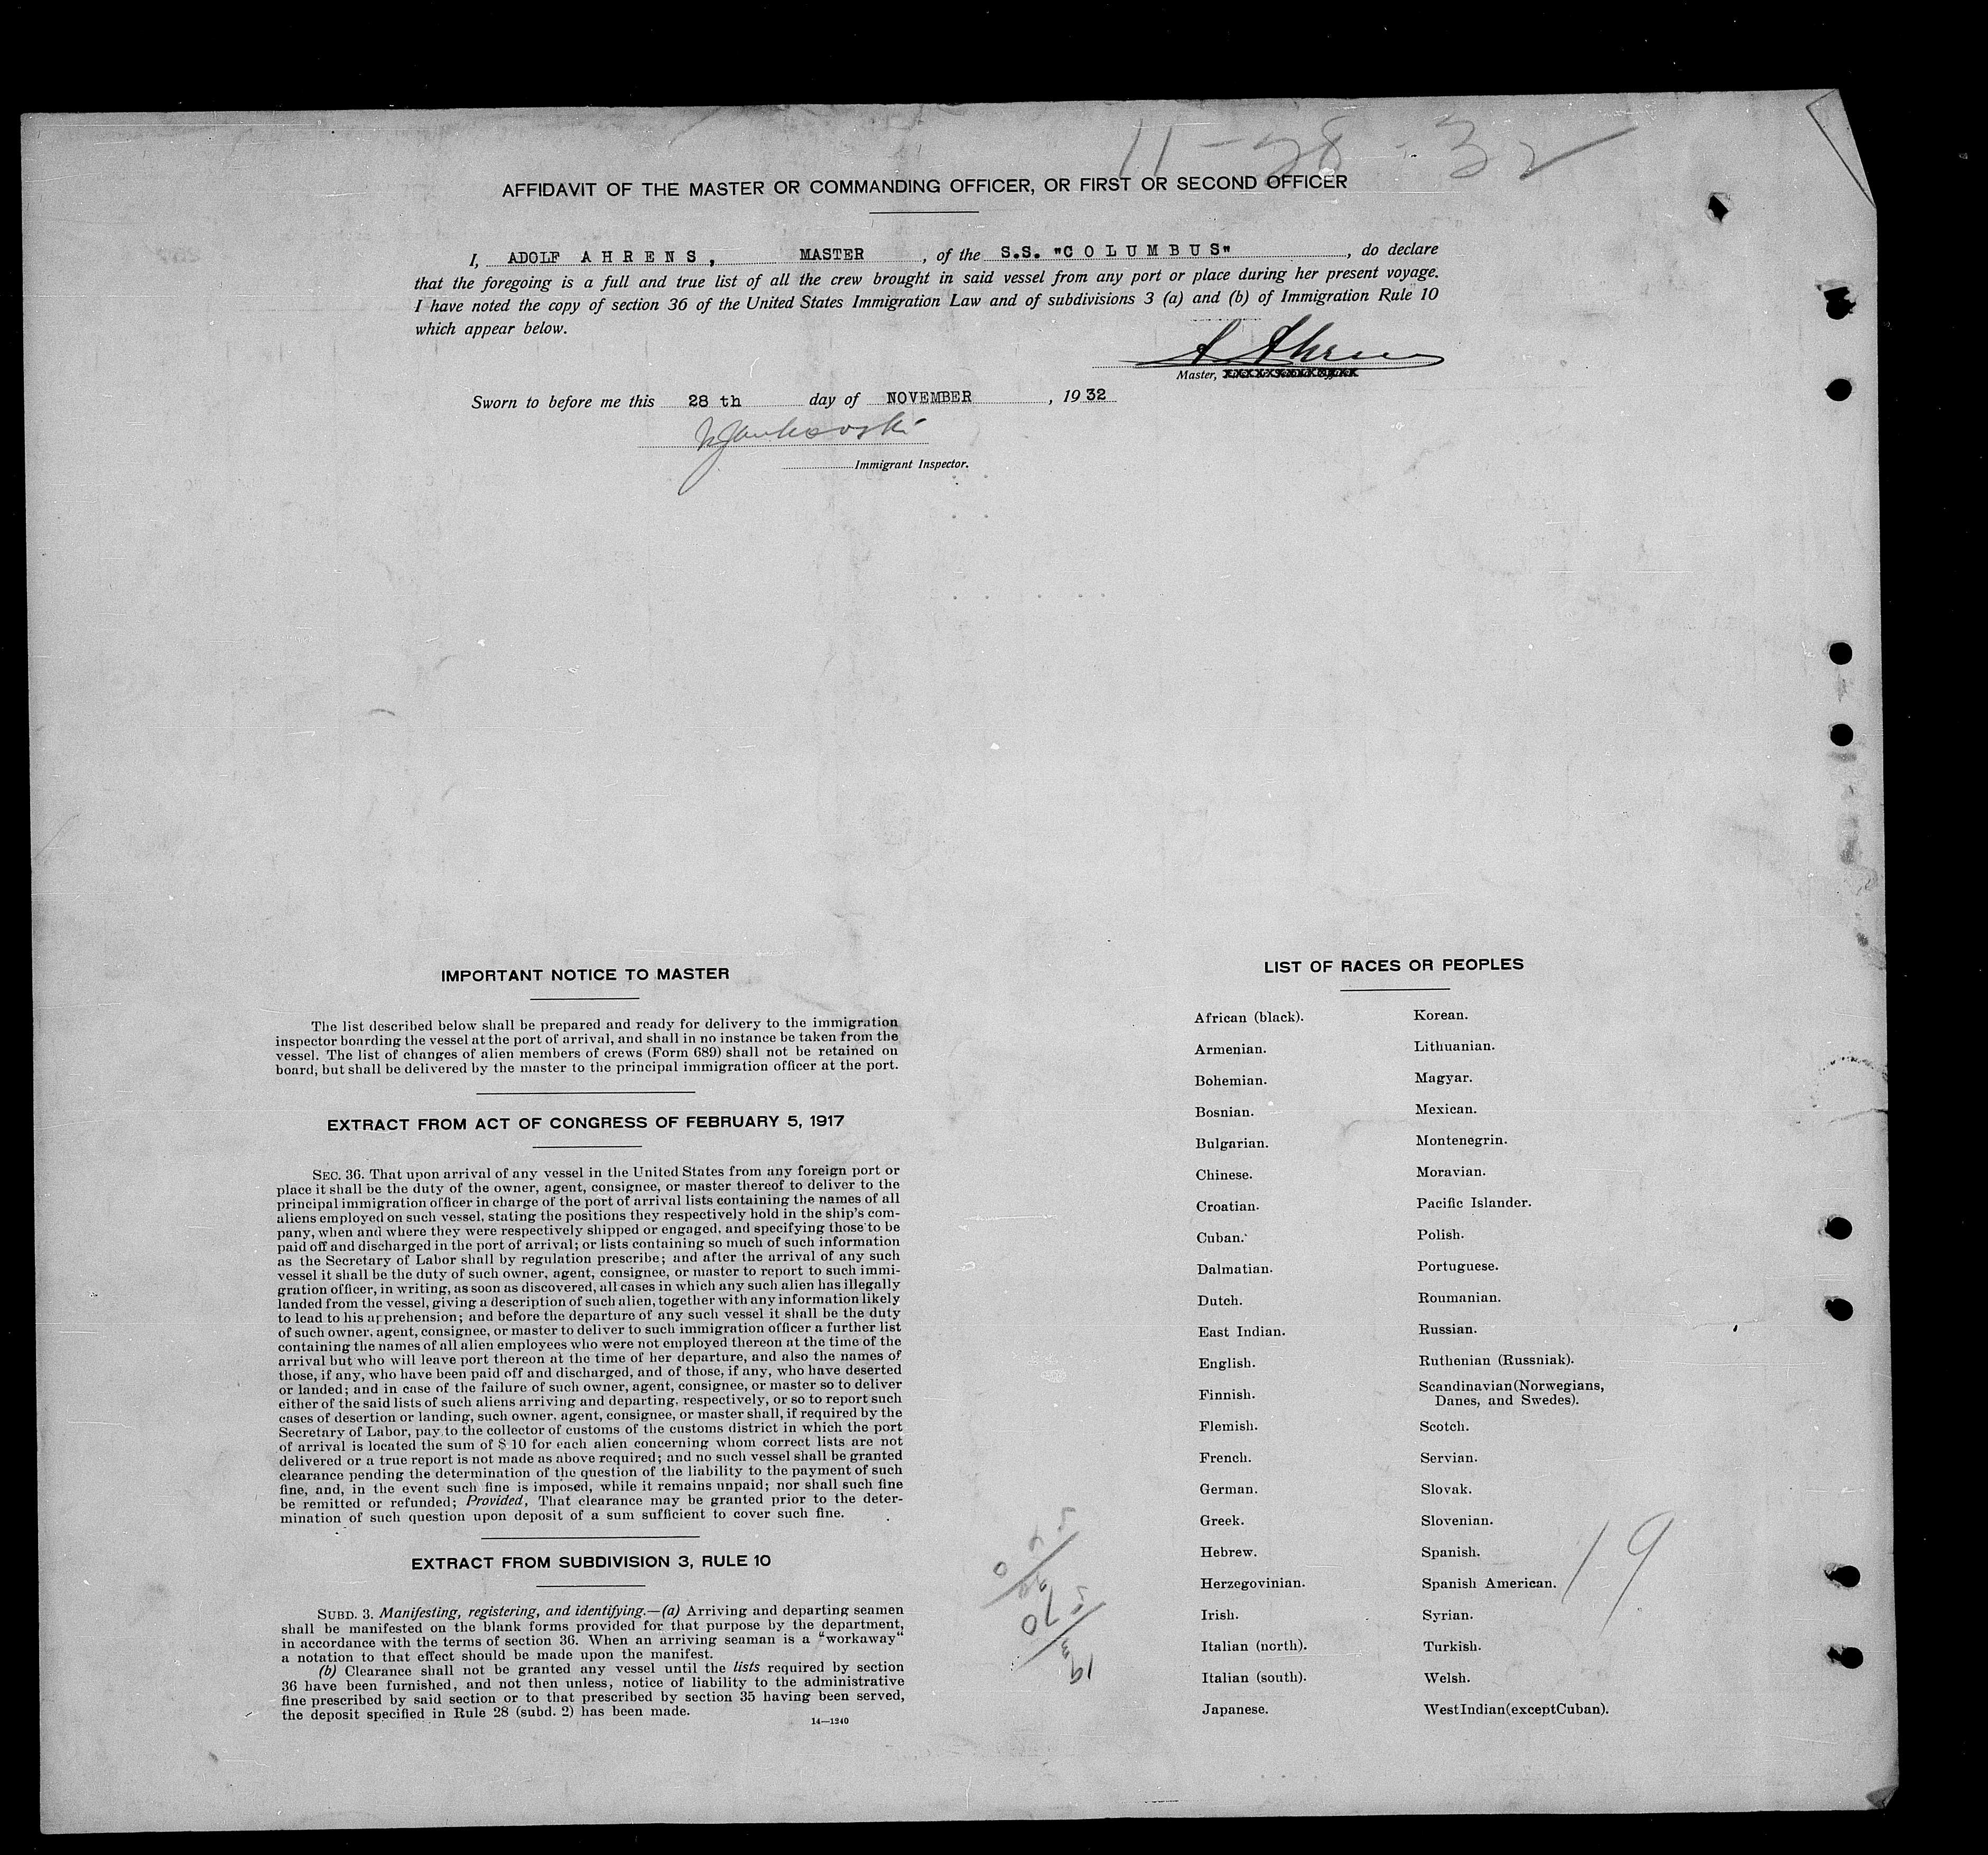 11-28-32
AFFIDAVIT OF THE MASTER OR COMMANDING OFFICER, OR FIRST OR SECOND OFFICER
I, ADOLF A H R E N S, MASTER, of the S.S. "C O L U M B U S", do declare
that the foregoing is a full and true list of all the crew brought in said vessel from any port or place during her present voyage.
I have noted the copy of section 36 of the United States Immigration Law and of subdivisions 3 (a) and (b) of Immigration Rule 10
which appear below.
A Ahrens
Master,
Sworn to before me this 28 th day of NOVEMBER, 1932
Immigrant Inspector.
IMPORTANT NOTICE TO MASTER
The list described below shall be prepared and ready for delivery to the immigration
inspector boarding the vessel at the port of arrival, and shall in no instance be taken from the
vessel. The list of changes of alien members of crews (Form 689) shall not be retained on
board, but shall be delivered by the master to the principal immigration officer at the port.
EXTRACT FROM ACT OF CONGRESS OF FEBRUARY 5, 1917
SEC. 36. That upon arrival of any vessel in the United States from any foreign port or
place it shall be the duty of the owner, agent, consignee, or master thereof to deliver to the
principal immigration officer in charge of the port of arrival lists containing the names of all
aliens employed on such vessel, stating the positions they respectively hold in the ship's com-
pany, when and where they were respectively shipped or engaged, and specifying those to be
paid off and discharged in the port of arrival; or lists containing so much of such information
as the Secretary of Labor shall by regulation prescribe; and after the arrival of any such
vessel it shall be the duty of such owner, agent, consignee, or master to report to such immi-
gration officer, in writing, as soon as discovered, all cases in which any such alien has illegally
landed from the vessel, giving a description of such alien, together with any information likely
to lead to his apprehension; and before the departure of any such vessel it shall be the duty
of such owner, agent, consignee, or master to deliver to such immigration officer a further list
containing the names of all alien employees who were not employed thereon at the time of the
arrival but who will leave port thereon at the time of her departure, and also the names of
those, if any, who have been paid off and discharged, and of those, if any, who have deserted
or landed; and in case of the failure of such owner, agent, consignee, or master so to deliver
either of the said lists of such aliens arriving and departing, respectively, or so to report such
cases of desertion or landing, such owner, agent, consignee, or master shall, if required by the
Secretary of Labor, pay to the collector of customs of the customs district in which the port
of arrival is located the sum of $ 10 for each alien concerning whom correct lists are not
delivered or a true report is not made as above required; and no such vessel shall be granted
clearance pending the determination of the question of the liability to the payment of such
fine, and, in the event such fine is imposed, while it remains unpaid; nor shall such fine
be remitted or refunded; Provided, That clearance may be granted prior to the deter-
mination of such question upon deposit of a sum sufficient to cover such fine.
EXTRACT FROM SUBDIVISION 3, RULE 10
SUBD. 3. Manifesting, registering, and identifying.—(a) Arriving and departing seamen
shall be manifested on the blank forms provided for that purpose by the department,
in accordance with the terms of section 36. When an arriving seaman is a "workaway"
a notation to that effect should be made upon the manifest.
(b) Clearance shall not be granted any vessel until the lists required by section
36 have been furnished, and not then unless, notice of liability to the administrative
fine prescribed by said section or to that prescribed by section 35 having been served,
the deposit specified in Rule 28 (subd. 2) has been made.
14—1240
LIST OF RACES OR PEOPLES
African (black).
Armenian.
Bohemian.
Bosnian.
Bulgarian.
Chinese.
Croatian.
Cuban.
Dalmatian.
Dutch.
East Indian.
English.
Finnish.
Flemish.
French.
German.
Greek.
Hebrew.
Herzegovinian.
Irish.
Italian (north).
Italian (south).
Japanese.
Korean.
Lithuanian.
Magyar.
Mexican.
Montenegrin.
Moravian.
Pacific Islander.
Polish.
Portuguese.
Roumanian.
Russian.
Ruthenian (Russniak).
Scandinavian (Norwegians,
Danes, and Swedes).
Scotch.
Servian.
Slovak.
Slovenian.
Spanish.
Spanish American.
Syrian.
Turkish.
Welsh.
West Indian (except Cuban).
19